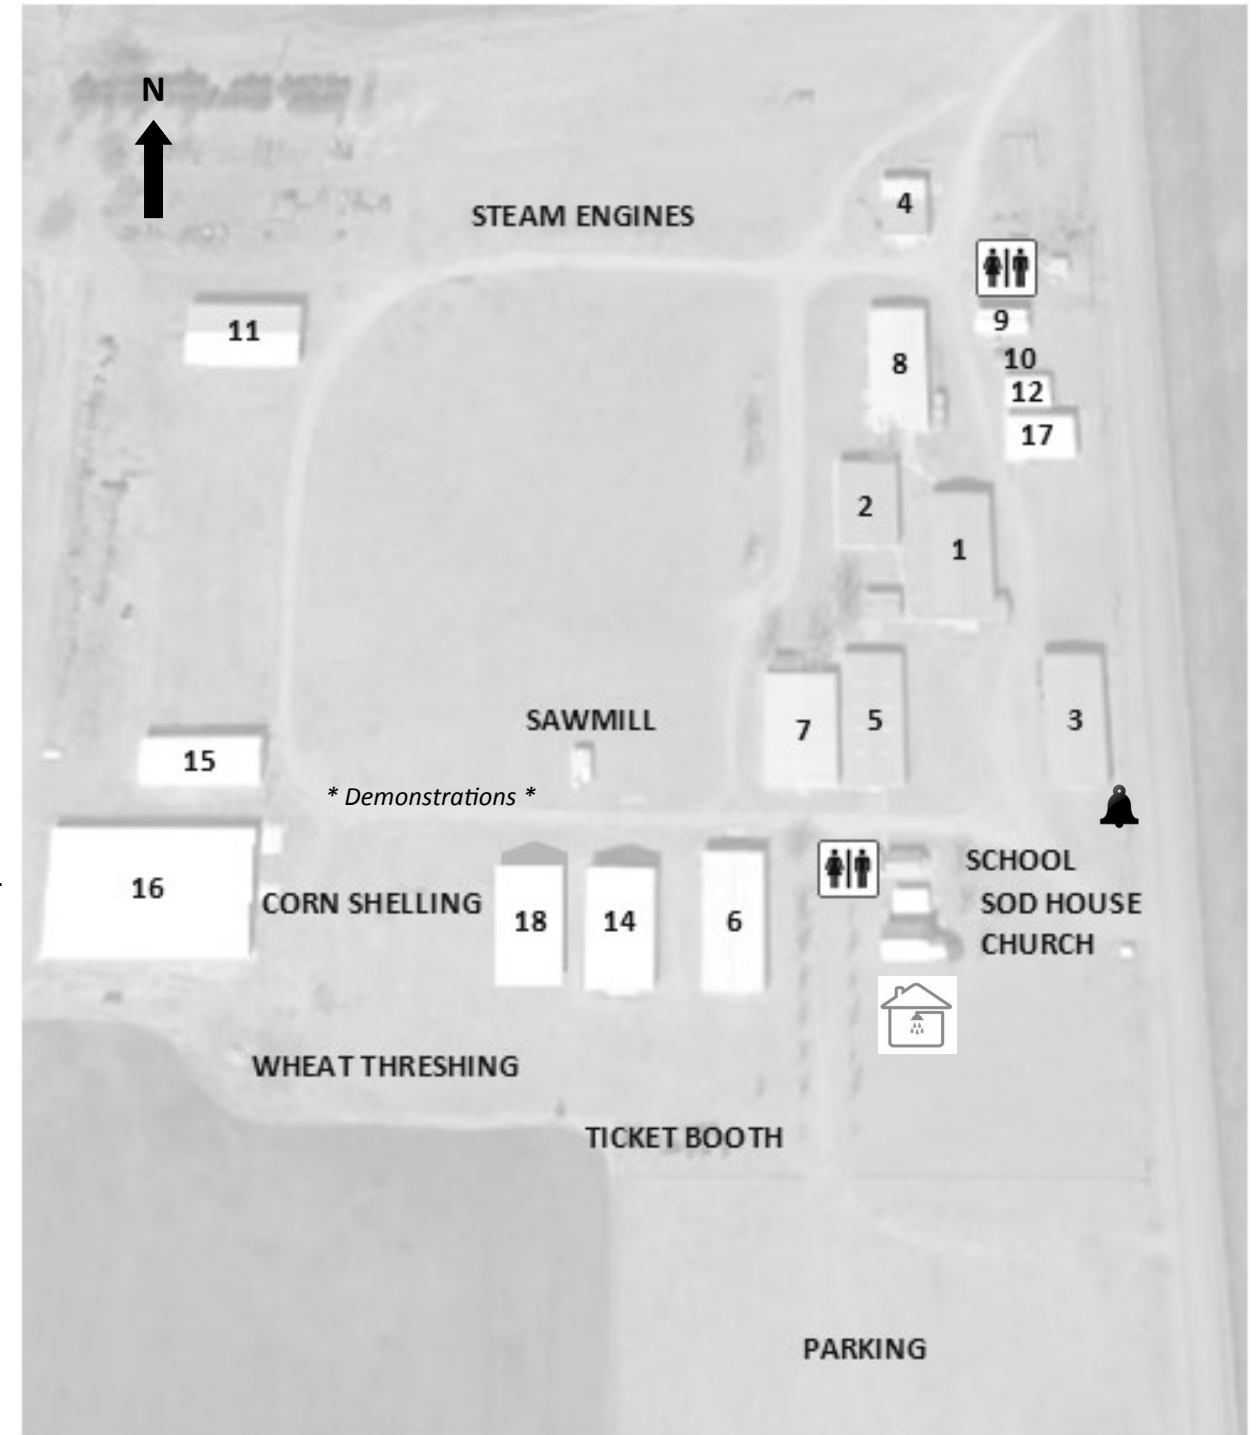 N
4
STEAM ENGINES
9
11
10
8
12
17
2
1
SAWMILL
7
5
3
15
* Demonstrations *
16
CORN SHELLING
18
14
6
SCHOOL
SOD HOUSE
CHURCH
WHEAT THRESHING
TICKET BOOTH
PARKING